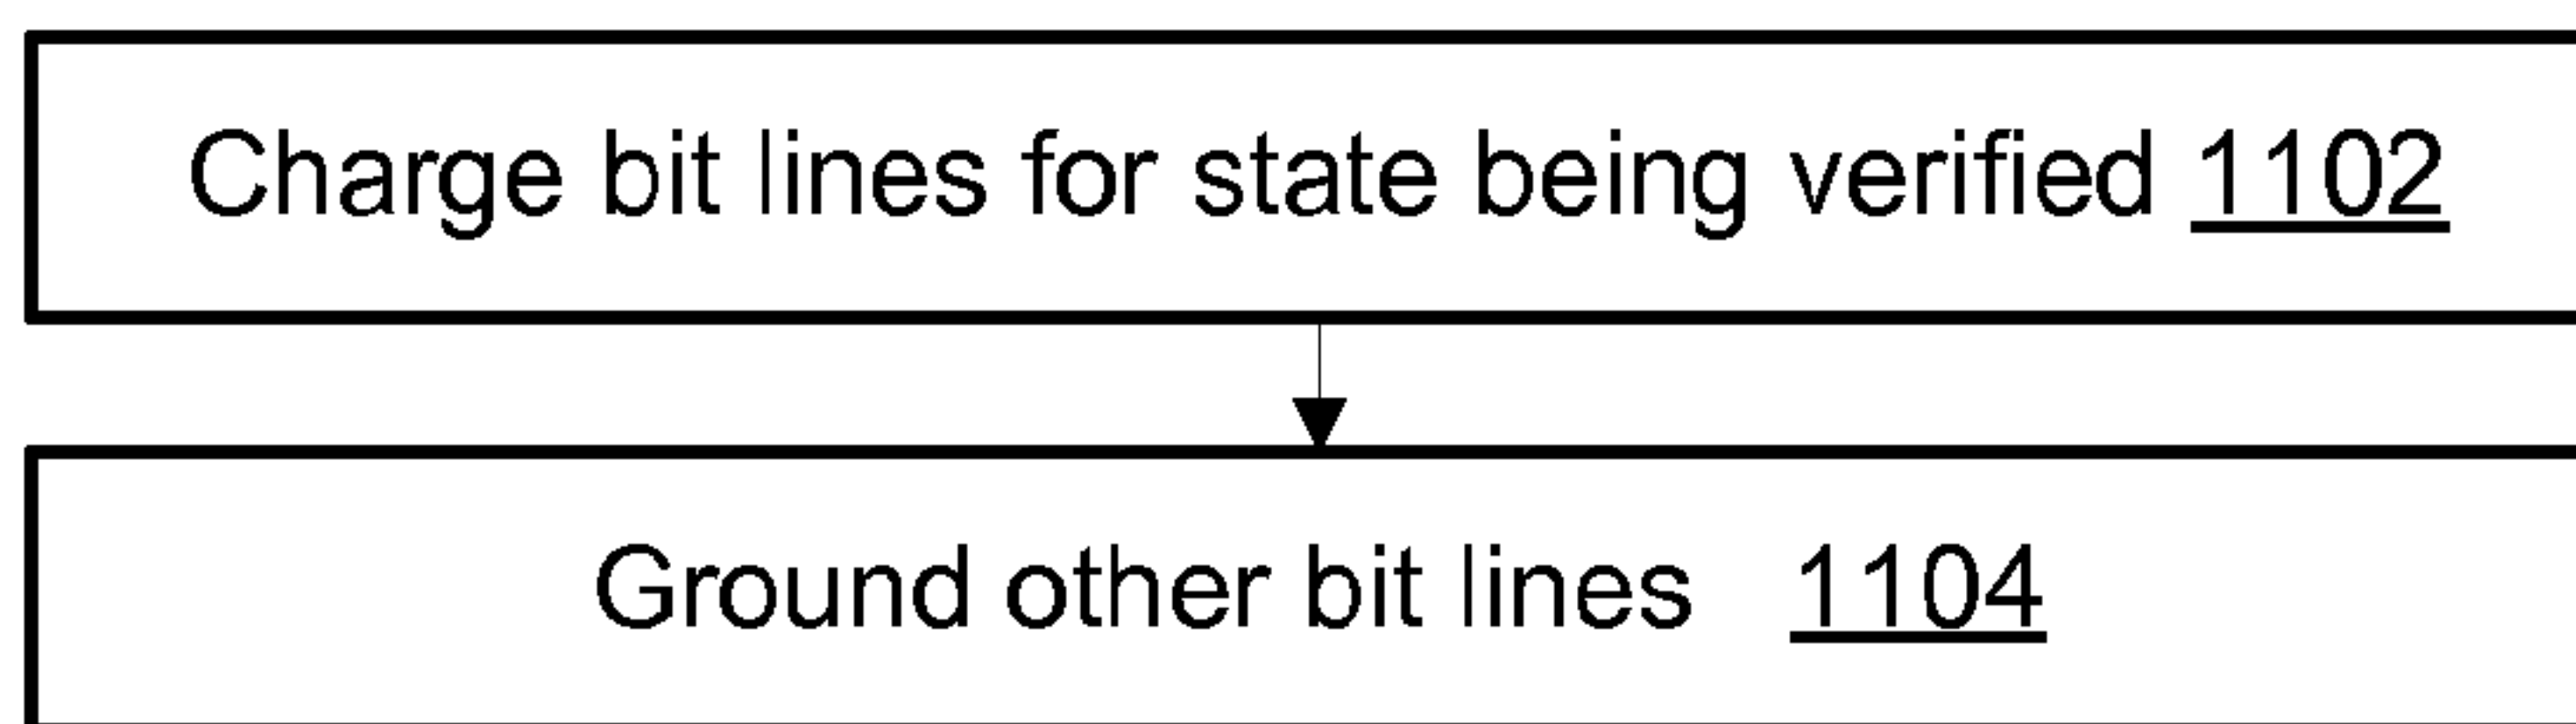 Charge bit lines for state being verified 1102
Ground other bit lines 1104